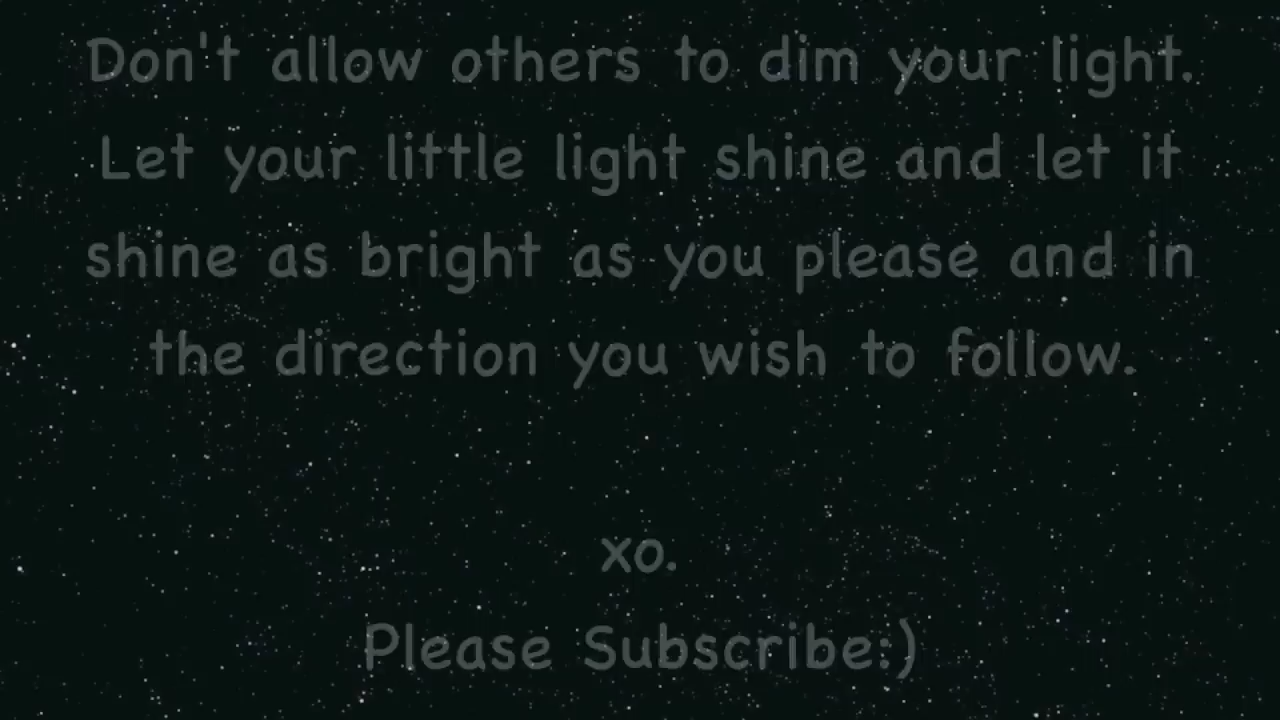 Don't allow others to dim your light.
Let your little light shine and let it
shine as bright as you please and in
the direction you wish to follow.
xo.
Please Subscribe:)